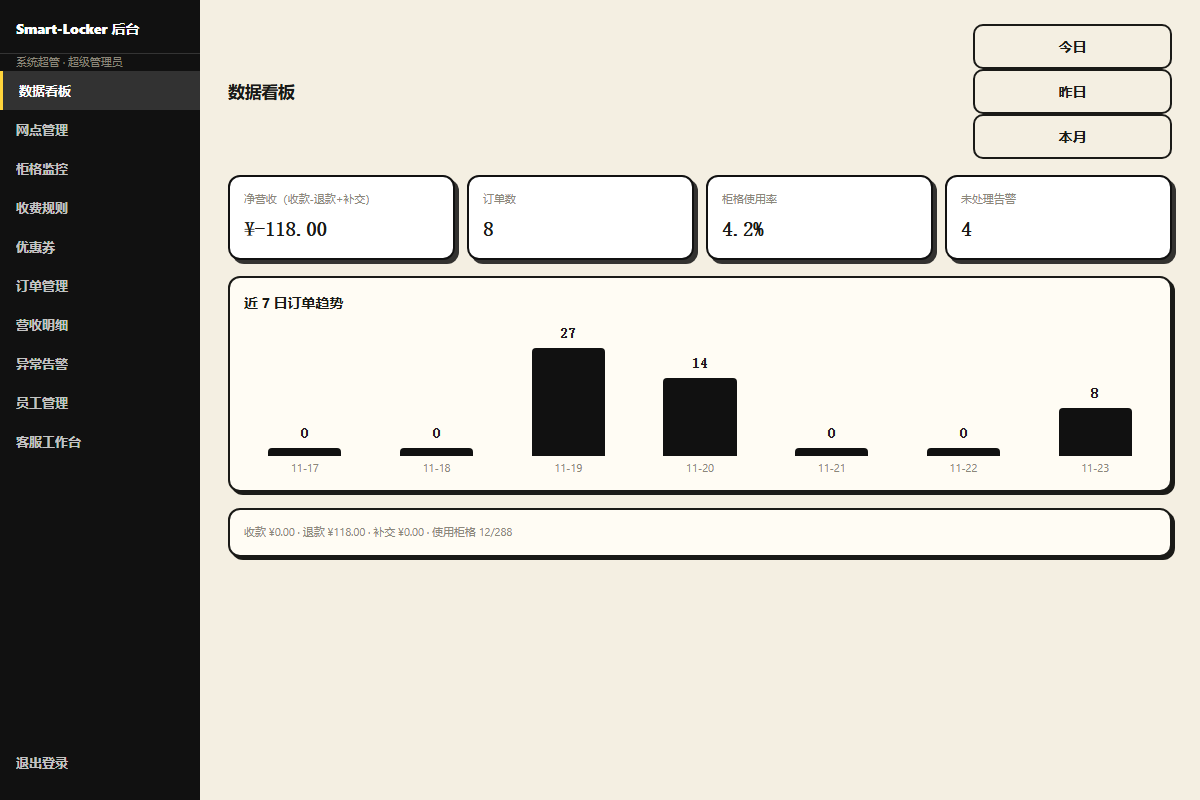 Smart-Locker 后台
系统超管 · 超级管理员
数据看板
网点管理
柜格监控
收费规则
优惠券
订单管理
营收明细
异常告警
员工管理
客服工作台
退出登录
数据看板
今日
昨日
本月
净营收（收款-退款+补交）
¥-118.00
订单数
8
柜格使用率
4.2%
未处理告警
4
近 7 日订单趋势
0
11-17
0
11-18
27
11-19
14
11-20
0
11-21
0
11-22
8
11-23
收款 ¥0.00 · 退款 ¥118.00 · 补交 ¥0.00 · 使用柜格 12/288